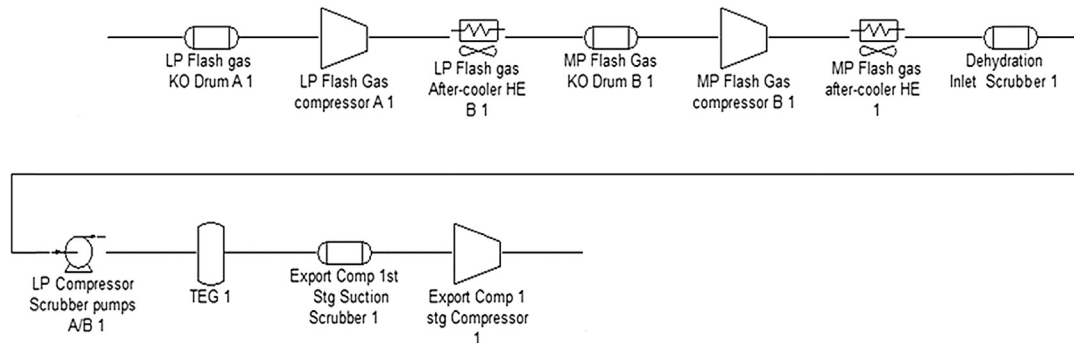 LP Flash gas
KO Drum A 1
LP Flash Gas
compressor A 1
LP Flash gas
After-cooler HE
B 1
MP Flash Gas
KO Drum B 1
MP Flash Gas
compressor B 1
MP Flash gas
after-cooler HE
1
Dehydration
Inlet Scrubber 1
LP Compressor
Scrubber pumps
A/B 1
TEG 1
Export Comp 1st
Stg Suction
Scrubber 1
Export Comp 1
stg Compressor
1